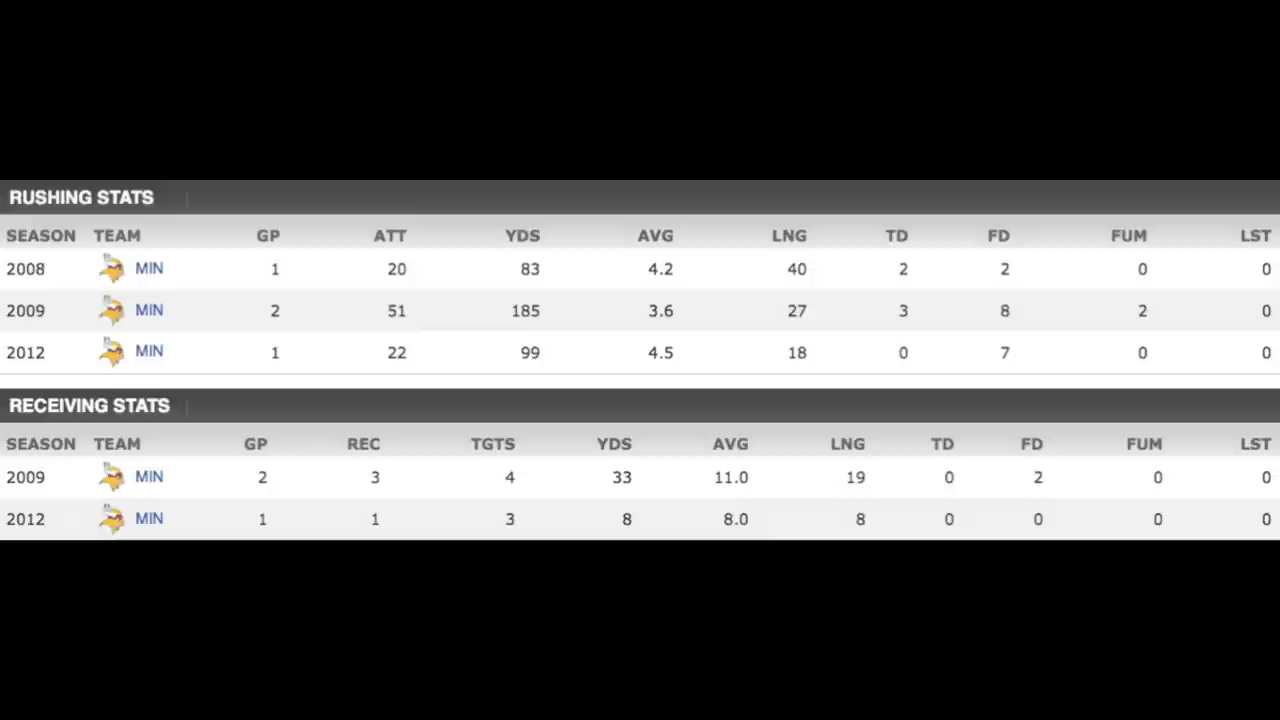 RUSHING STATS
SEASON TEAM GP ATT YDS AVG LNG TD FD FUM LST
2008 MIN 1 20 83 4.2 40 2 2 0 0
2009 MIN 2 51 185 3.6 27 3 8 2 0
2012 MIN 1 22 99 4.5 18 0 7 0 0
RECEIVING STATS
SEASON TEAM GP REC TGTS YDS AVG LNG TD FD FUM LST
2009 MIN 2 3 4 33 11.0 19 0 2 0 0
2012 MIN 1 1 3 8 8.0 8 0 0 0 0